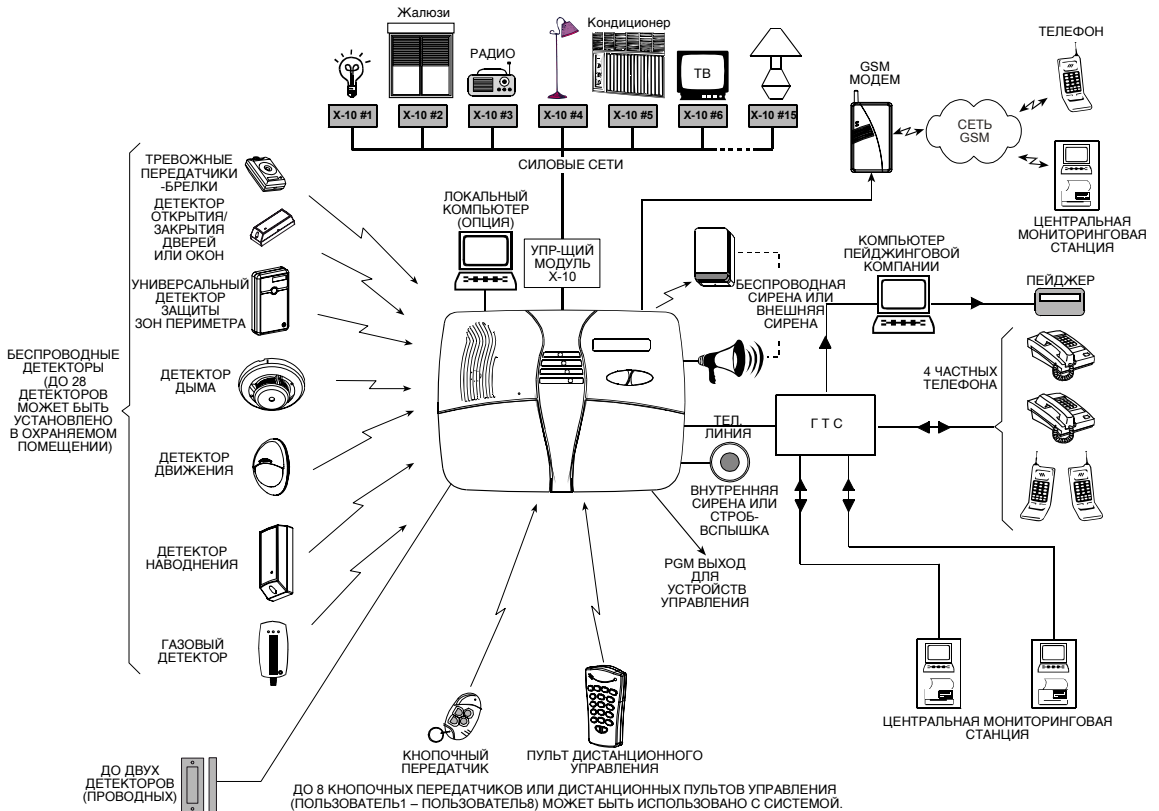 Жалюзи
РАДИО
Кондиционер
ТВ
X-10 #1
X-10 #2
X-10 #3
X-10 #4
X-10 #5
X-10 #6
X-10 #15
СИЛОВЫЕ СЕТИ
GSM
МОДЕМ
СЕТЬ
GSM
ТЕЛЕФОН
ЦЕНТРАЛЬНАЯ
МОНИТОРИНГОВАЯ
СТАНЦИЯ
ТРЕВОЖНЫЕ
ПЕРЕДАТЧИКИ
-БРЕЛКИ
ДЕТЕКТОР
ОТКРЫТИЯ/
ЗАКРЫТИЯ
ДВЕРЕЙ
ИЛИ ОКОН
УНИВЕРСАЛЬНЫЙ
ДЕТЕКТОР
ЗАЩИТЫ
ЗОН ПЕРИМЕТРА
ДЕТЕКТОР
ДЫМА
ДЕТЕКТОР
ДВИЖЕНИЯ
ДЕТЕКТОР
НАВОДНЕНИЯ
ГАЗОВЫЙ
ДЕТЕКТОР
БЕСПРОВОДНЫЕ
ДЕТЕКТОРЫ
(ДО 28
ДЕТЕКТОРОВ
МОЖЕТ БЫТЬ
УСТАНОВЛЕНО
В ОХРАНЯЕМОМ
ПОМЕЩЕНИИ)
ЛОКАЛЬНЫЙ
КОМПЬЮТЕР
(ОПЦИЯ)
УПР-ЩИЙ
МОДУЛЬ
X-10
БЕСПРОВОДНАЯ
СИРЕНА ИЛИ
ВНЕШНЯЯ
СИРЕНА
КОМПЬЮТЕР
ПЕЙДЖИНГОВОЙ
КОМПАНИИ
ПЕЙДЖЕР
4 ЧАСТНЫХ
ТЕЛЕФОНА
ТЕЛ.
ЛИНИЯ
Г Т С
ВНУТРЕННЯЯ
СИРЕНА ИЛИ
СТРОБ-
ВСПЫШКА
PGM ВЫХОД
ДЛЯ
УСТРОЙСТВ
УПРАВЛЕНИЯ
ЦЕНТРАЛЬНАЯ МОНИТОРИНГОВАЯ
СТАНЦИЯ
КНОПОЧНЫЙ
ПЕРЕДАТЧИК
ПУЛЬТ ДИСТАНЦИОННОГО
УПРАВЛЕНИЯ
ДО ДВУХ
ДЕТЕКТОРОВ
(ПРОВОДНЫХ)
ДО 8 КНОПОЧНЫХ ПЕРЕДАТЧИКОВ ИЛИ ДИСТАНЦИОННЫХ ПУЛЬТОВ УПРАВЛЕНИЯ
(ПОЛЬЗОВАТЕЛЬ1 – ПОЛЬЗОВАТЕЛЬ8) МОЖЕТ БЫТЬ ИСПОЛЬЗОВАНО С СИСТЕМОЙ.